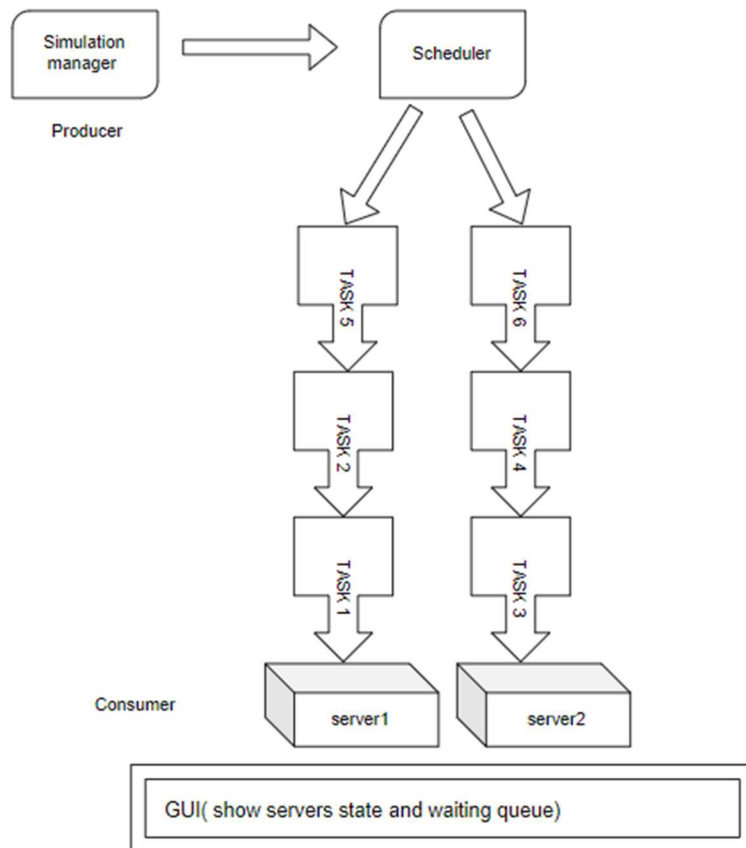 Simulation
manager
Scheduler
Producer
TASK 5
TASK 6
TASK 2
TASK 4
TASK 1
TASK 3
Consumer
server1
server2
GUI( show servers state and waiting queue)